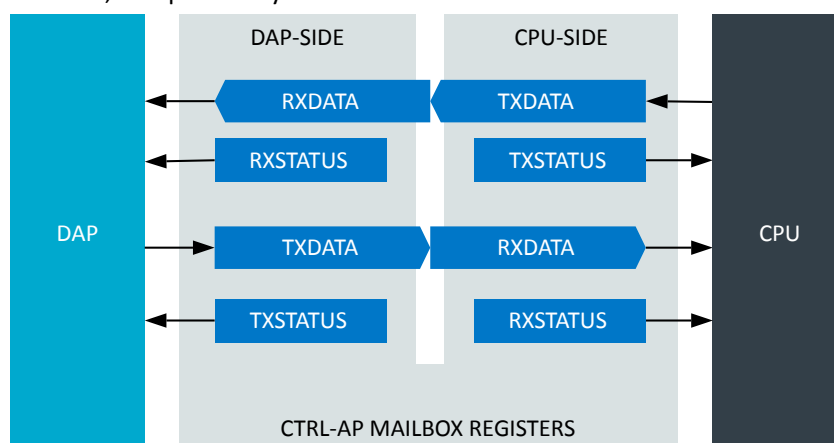 DAP-SIDE CPU-SIDE
RXDATA TXDATA
RXSTATUS TXSTATUS
DAP TXDATA RXDATA CPU
TXSTATUS RXSTATUS
CTRL-AP MAILBOX REGISTERS